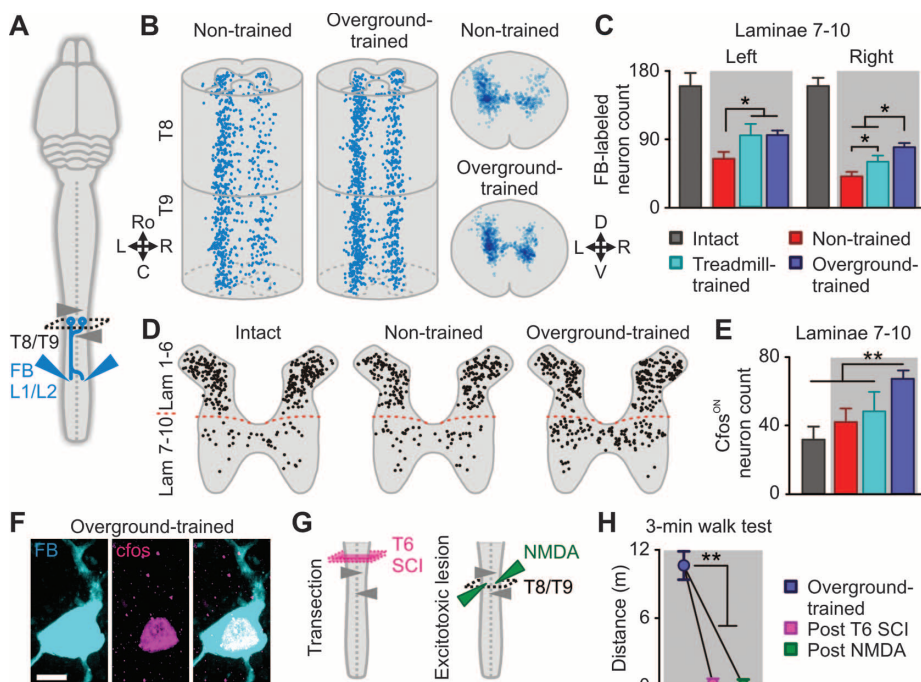 A
T8/T9
FB
L1/L2
B
Non-trained
Overground-
trained
Non-trained
T8
T9
Overground-
trained
Ro
L R
C
D
L R
V
C
Laminae 7-10
Left
Right
FB-labeled
neuron count
180
90
0
*
*
*
Intact
Non-trained
Treadmill-
trained
Overground-
trained
D
Intact
Non-trained
Overground-trained
Lam 1-6
Lam 7-10
E
Laminae 7-10
Cfosᴼᴺ
neuron count
80
40
0
**
F
Overground-trained
FB
cfos
G
Transection
T6
SCI
Excitotoxic lesion
NMDA
T8/T9
H
3-min walk test
Distance (m)
12
6
0
**
Overground-
trained
Post T6 SCI
Post NMDA